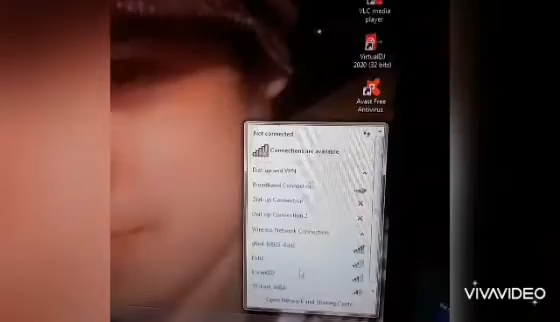 VLC media
player
VirtualDJ
2020 (32 bits)
Avast Free
Antivirus
Not connected
Connections are available
Dial-up and VPN
Broadband Connection
Dial-up Connection
Dial-up Connection 2
Wireless Network Connection
Open Network and Sharing Center
VIVAVIDEO